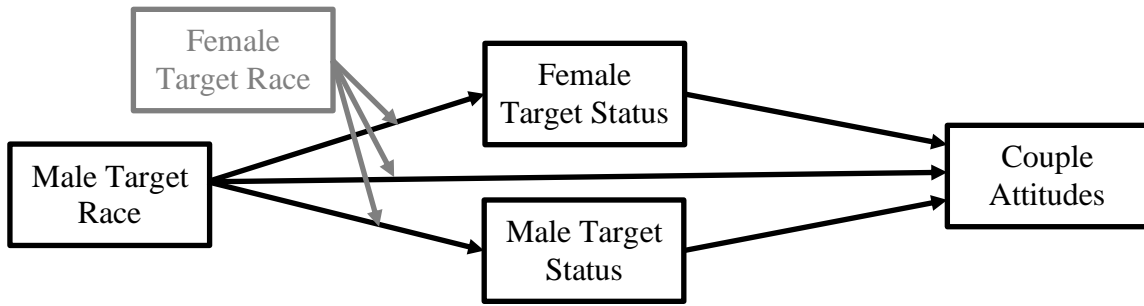 Female
Target Race
Female
Target Status
Male Target
Race
Couple
Attitudes
Male Target
Status